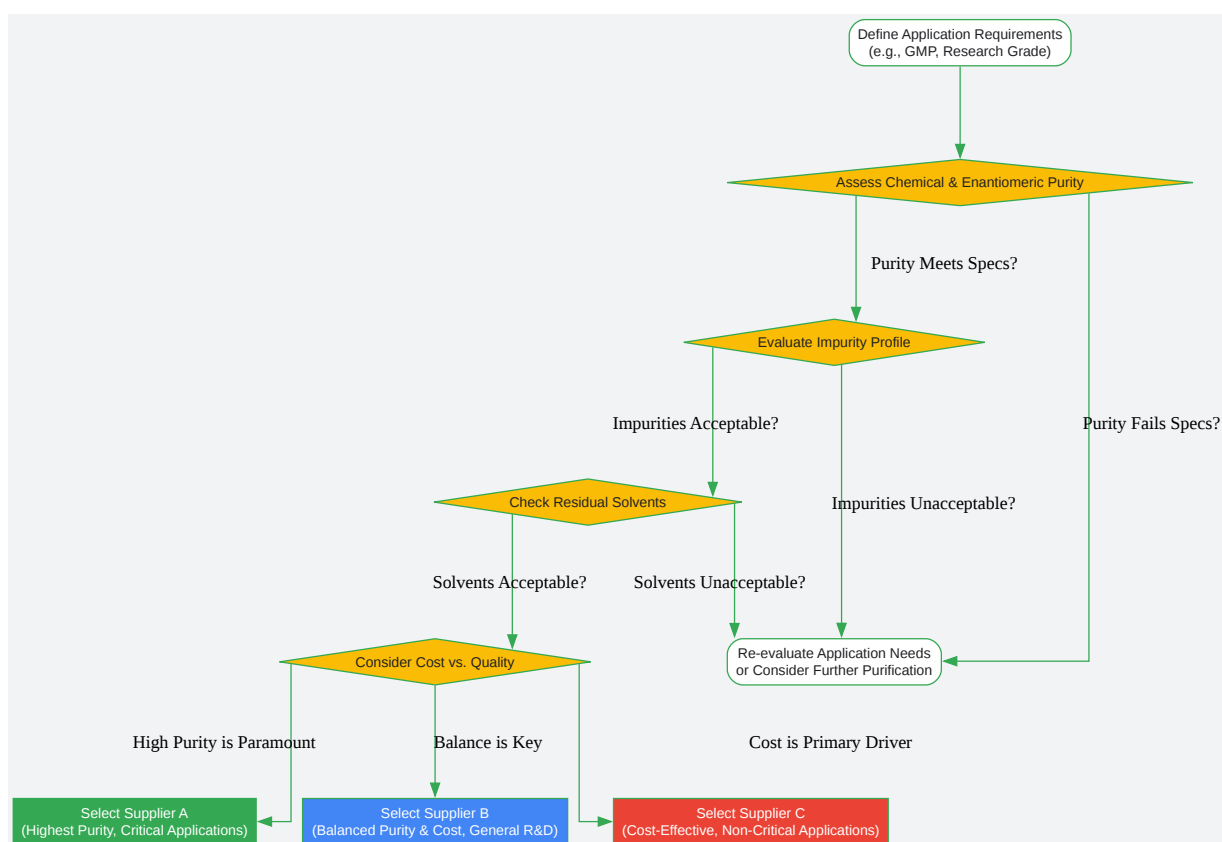 Define Application Requirements
(e.g., GMP, Research Grade)
Assess Chemical & Enantiomeric Purity
Purity Meets Specs?
Evaluate Impurity Profile
Impurities Acceptable?
Purity Fails Specs?
Check Residual Solvents
Impurities Unacceptable?
Solvents Acceptable?
Solvents Unacceptable?
Consider Cost vs. Quality
Re-evaluate Application Needs
or Consider Further Purification
High Purity is Paramount
Balance is Key
Cost is Primary Driver
Select Supplier A
(Highest Purity, Critical Applications)
Select Supplier B
(Balanced Purity & Cost, General R&D)
Select Supplier C
(Cost-Effective, Non-Critical Applications)